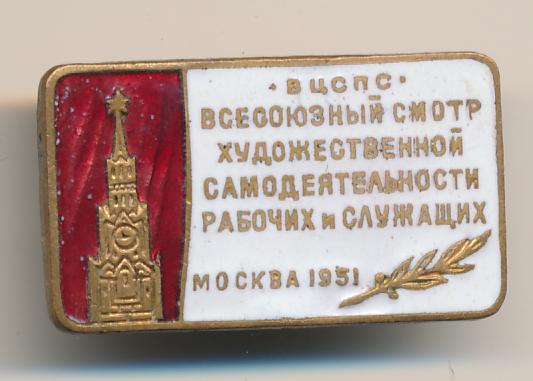 · ВЦСПС ·
ВСЕСОЮЗНЫЙ СМОТР
ХУДОЖЕСТВЕННОЙ
САМОДЕЯТЕЛЬНОСТИ
РАБОЧИХ и СЛУЖАЩИХ
МОСКВА 1951